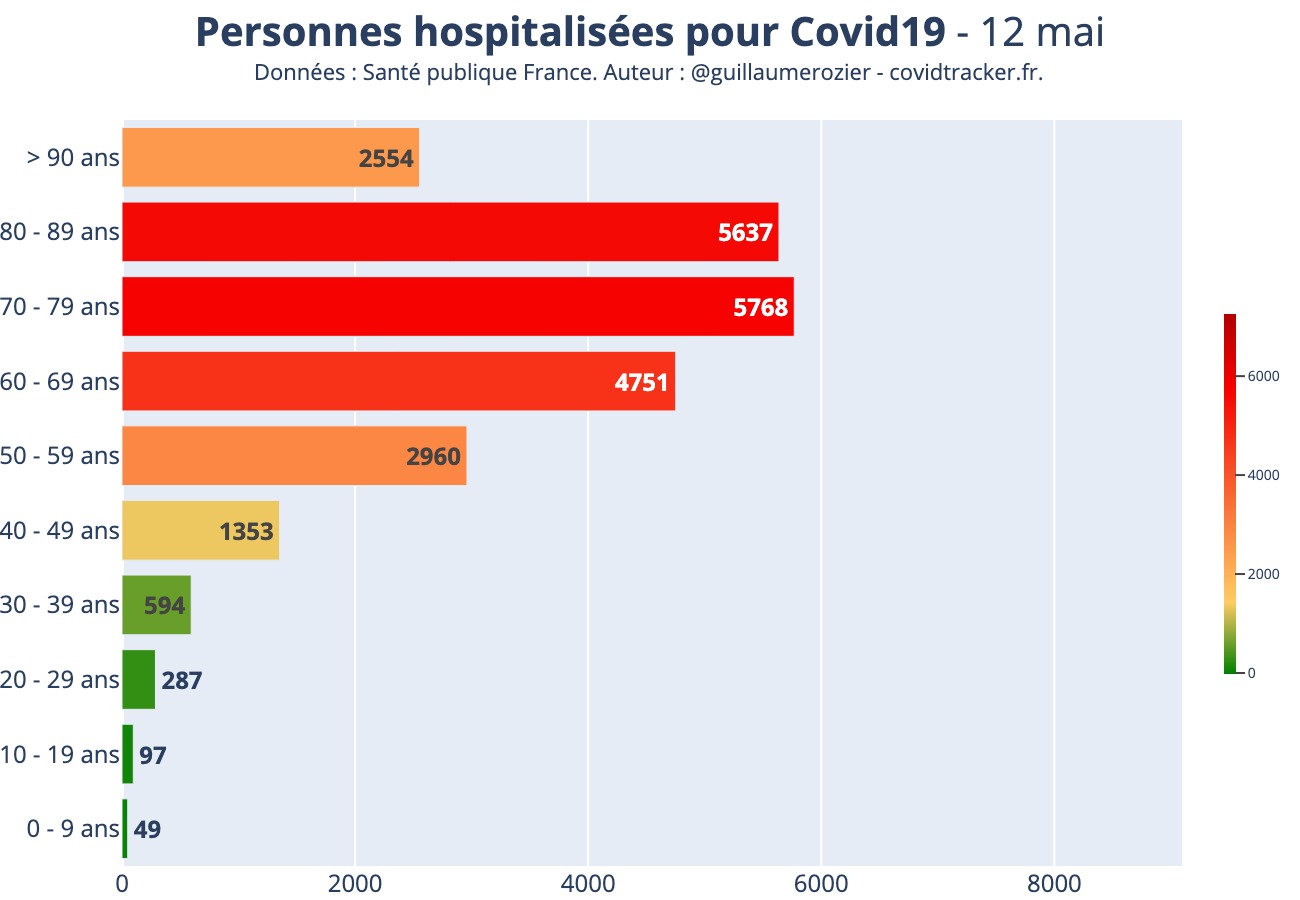 Personnes hospitalisées pour Covid19 - 12 mai
Données : Santé publique France. Auteur : @guillaumerozier - covidtracker.fr.
> 90 ans 2554
80 - 89 ans 5637
70 - 79 ans 5768
60 - 69 ans 4751
50 - 59 ans 2960
40 - 49 ans 1353
30 - 39 ans 594
20 - 29 ans 287
10 - 19 ans 97
0 - 9 ans 49
0 2000 4000 6000 8000
6000
4000
2000
0